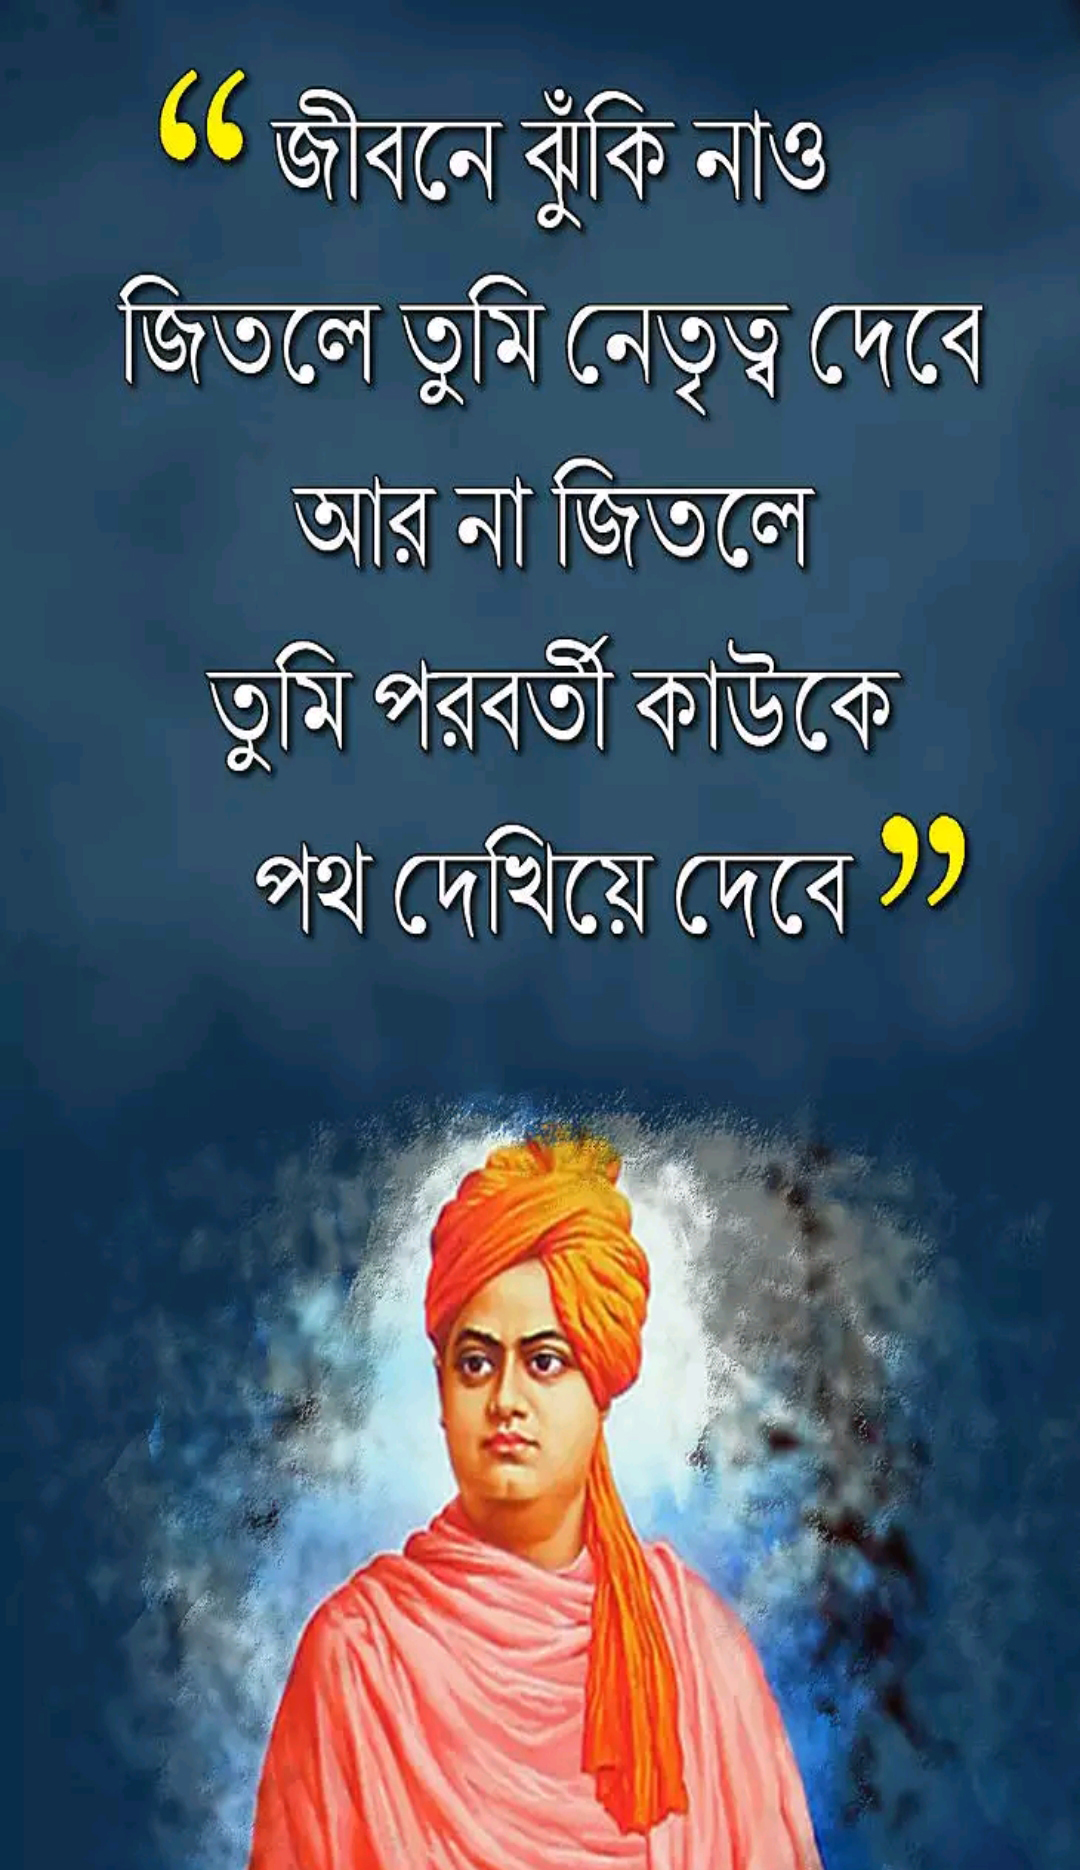 “ জীবনে ঝুঁকি নাও
জিতলে তুমি নেতৃত্ব দেবে
আর না জিতলে
তুমি পরবর্তী কাউকে
পথ দেখিয়ে দেবে ”